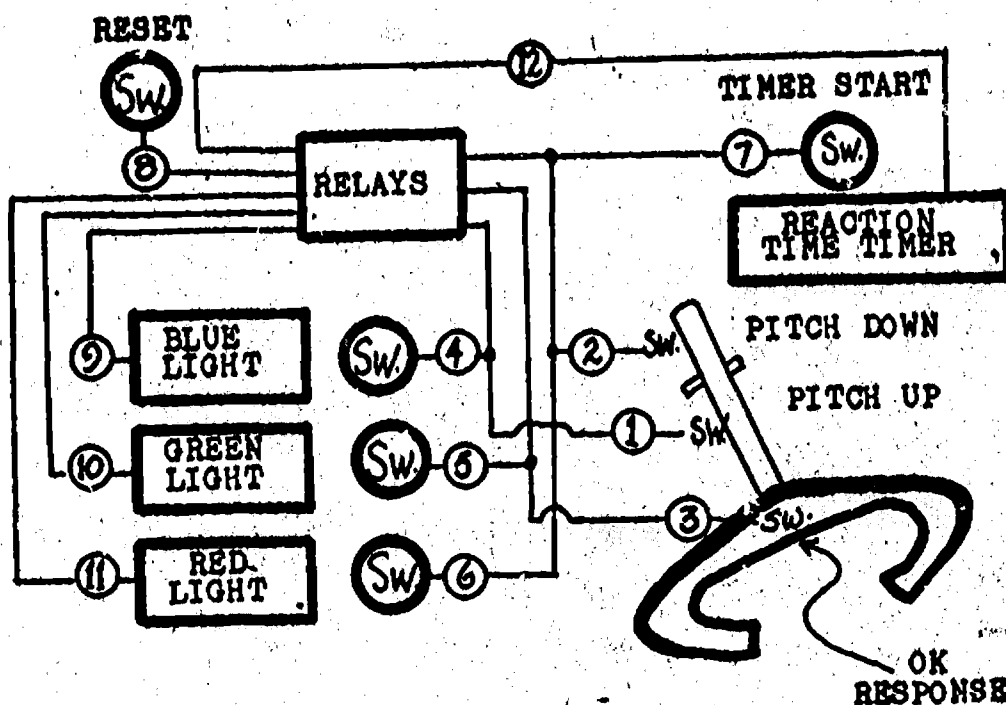 RESET
SW.
12
TIMER START
8
7
SW.
RELAYS
REACTION
TIME TIMER
9
BLUE
LIGHT
SW.
4
2
SW.
PITCH DOWN
PITCH UP
1
SW.
10
GREEN
LIGHT
SW.
5
3
SW.
11
RED
LIGHT
SW.
6
OK
RESPONSE